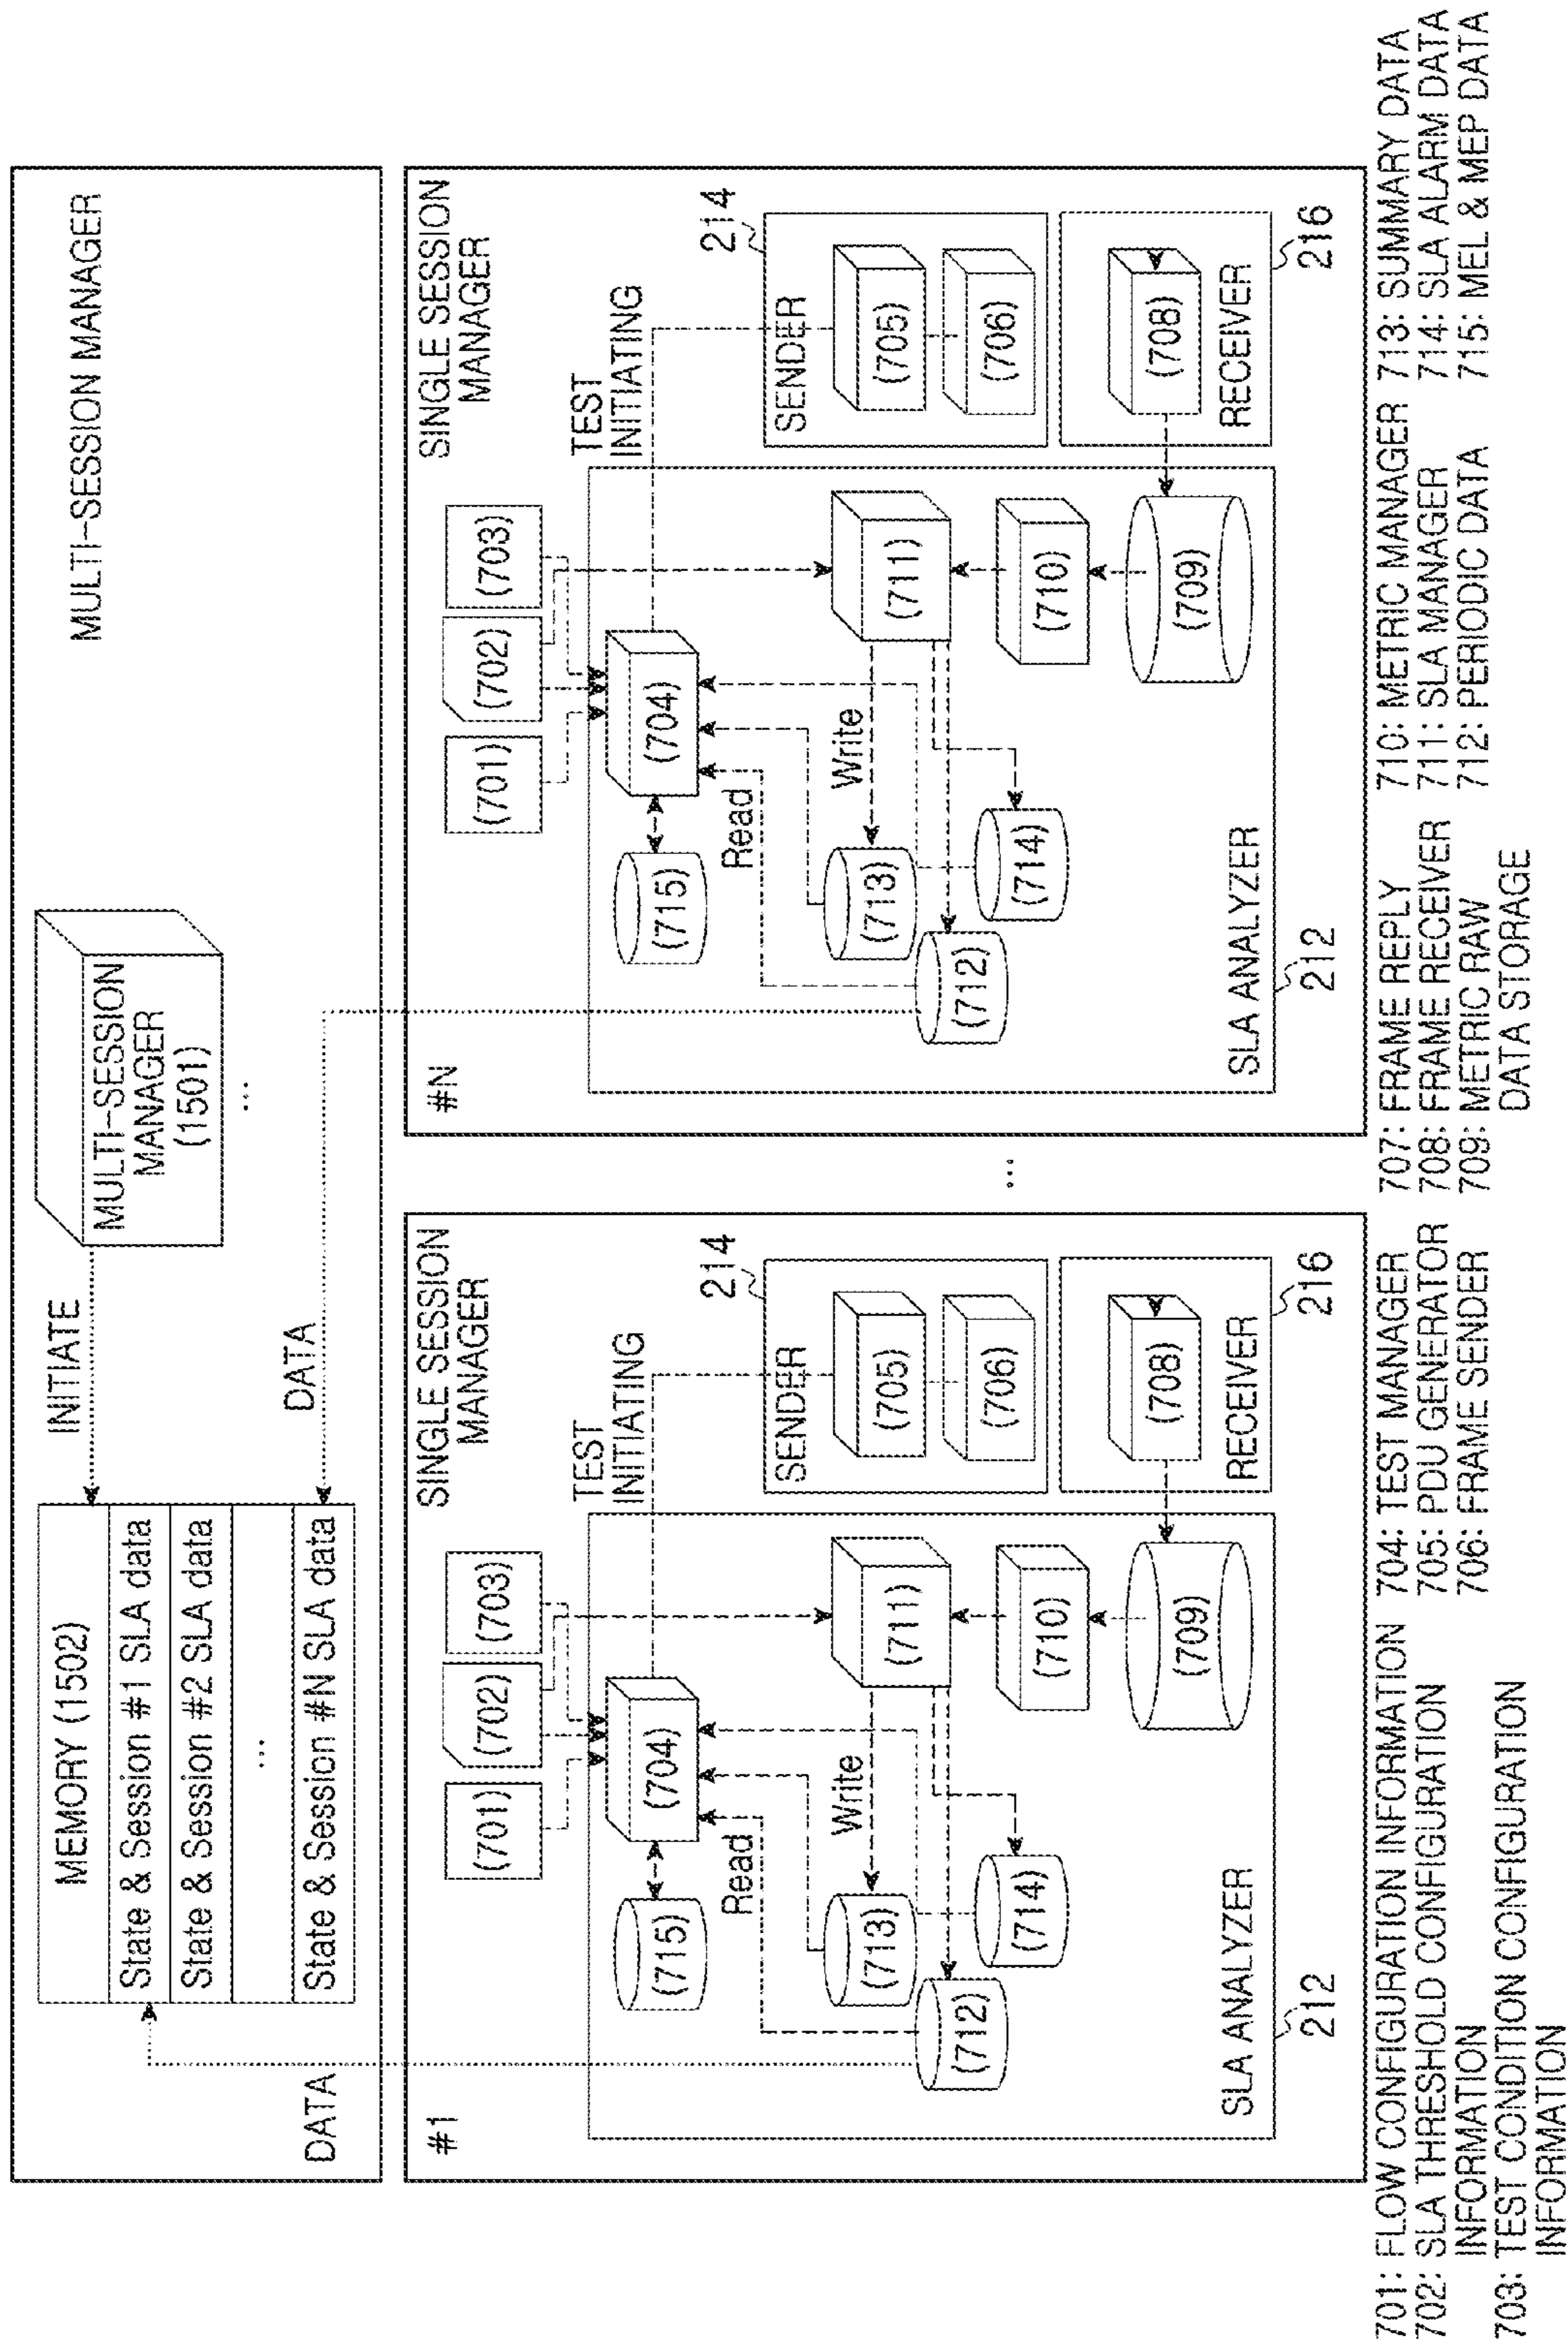 MULTI-SESSION MANAGER
MULTI-SESSION
MANAGER
(1501)
...
INITIATE
DATA
MEMORY (1502)
State & Session #1 SLA data
State & Session #2 SLA data
...
State & Session #N SLA data
DATA
#1
SINGLE SESSION
MANAGER
(701)
(702)
(703)
TEST
INITIATING
(715)
(704)
Read
Write
(713)
(712)
(714)
(711)
(710)
(709)
SLA ANALYZER
212
SENDER
214
(705)
(706)
(708)
RECEIVER
216
...
#N
SINGLE SESSION
MANAGER
(701)
(702)
(703)
TEST
INITIATING
(715)
(704)
Read
Write
(713)
(712)
(714)
(711)
(710)
(709)
SLA ANALYZER
212
SENDER
214
(705)
(706)
(708)
RECEIVER
216
701: FLOW CONFIGURATION INFORMATION
702: SLA THRESHOLD CONFIGURATION
INFORMATION
703: TEST CONDITION CONFIGURATION
INFORMATION
704: TEST MANAGER
705: PDU GENERATOR
706: FRAME SENDER
707: FRAME REPLY
708: FRAME RECEIVER
709: METRIC RAW
DATA STORAGE
710: METRIC MANAGER
711: SLA MANAGER
712: PERIODIC DATA
713: SUMMARY DATA
714: SLA ALARM DATA
715: MEL & MEP DATA